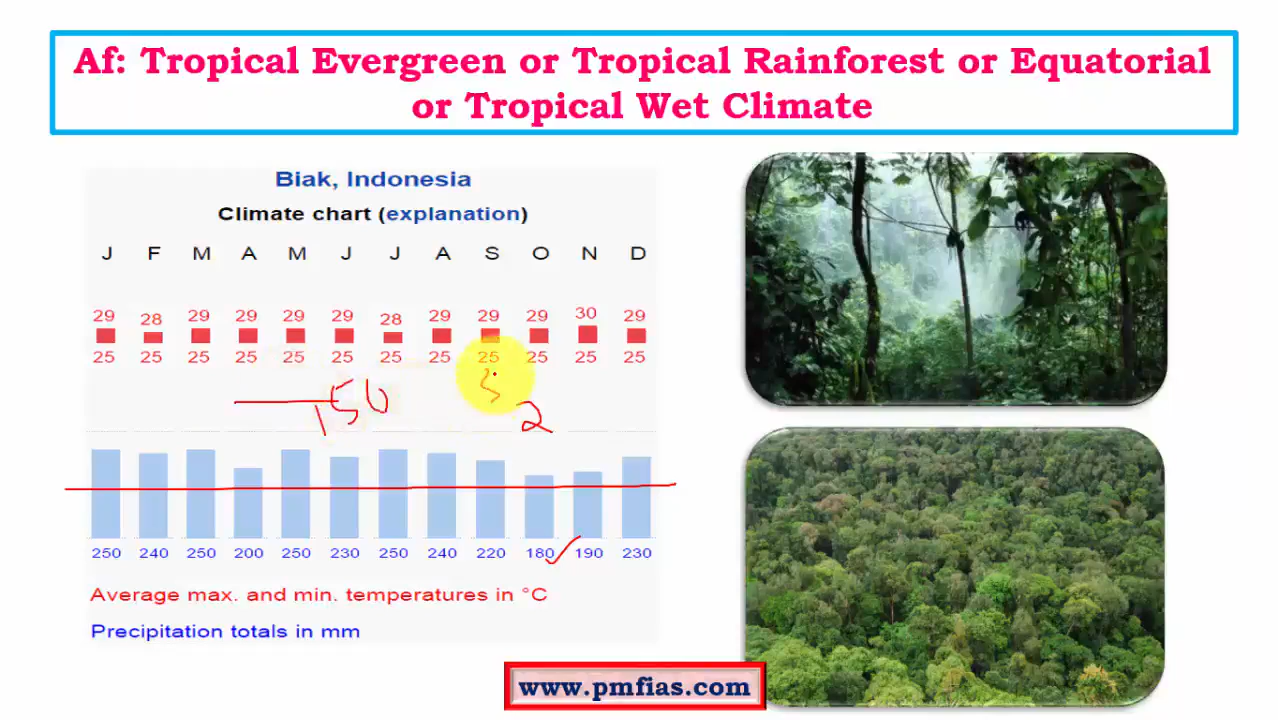 Af: Tropical Evergreen or Tropical Rainforest or Equatorial
or Tropical Wet Climate
Biak, Indonesia
Climate chart (explanation)
J F M A M J J A S O N D
29 28 29 29 29 29 28 29 29 29 30 29
25 25 25 25 25 25 25 25 25 25 25 25
2
250 240 250 200 250 230 250 240 220 180 190 230
Average max. and min. temperatures in °C
Precipitation totals in mm
www.pmfias.com